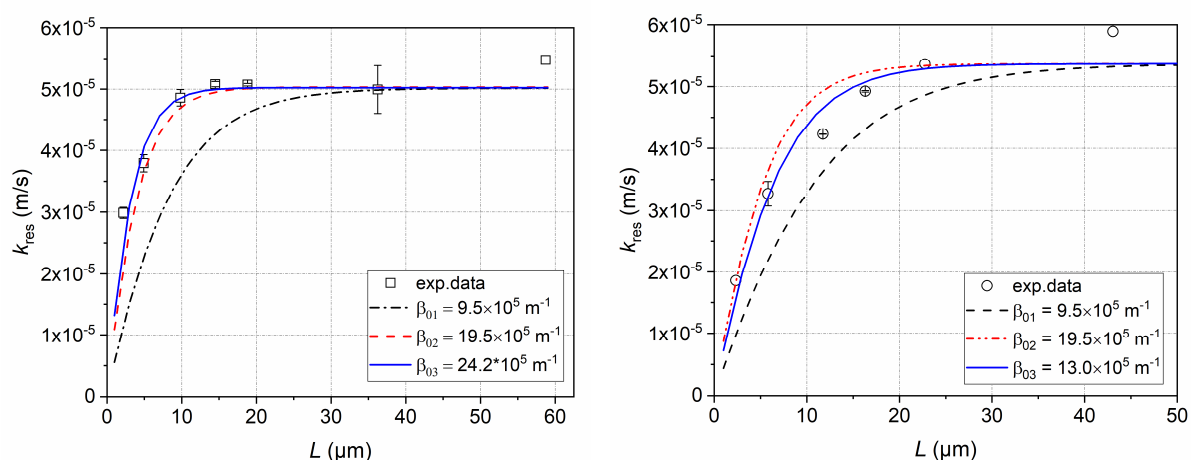 6x10⁻⁵
5x10⁻⁵
4x10⁻⁵
3x10⁻⁵
2x10⁻⁵
1x10⁻⁵
0
k_res (m/s)
exp.data
β₀₁ = 9.5×10⁵ m⁻¹
β₀₂ = 19.5×10⁵ m⁻¹
β₀₃ = 24.2*10⁵ m⁻¹
0 10 20 30 40 50 60
L (µm)
6x10⁻⁵
5x10⁻⁵
4x10⁻⁵
3x10⁻⁵
2x10⁻⁵
1x10⁻⁵
0
k_res (m/s)
exp.data
β₀₁ = 9.5×10⁵ m⁻¹
β₀₂ = 19.5×10⁵ m⁻¹
β₀₃ = 13.0×10⁵ m⁻¹
0 10 20 30 40 50
L (µm)